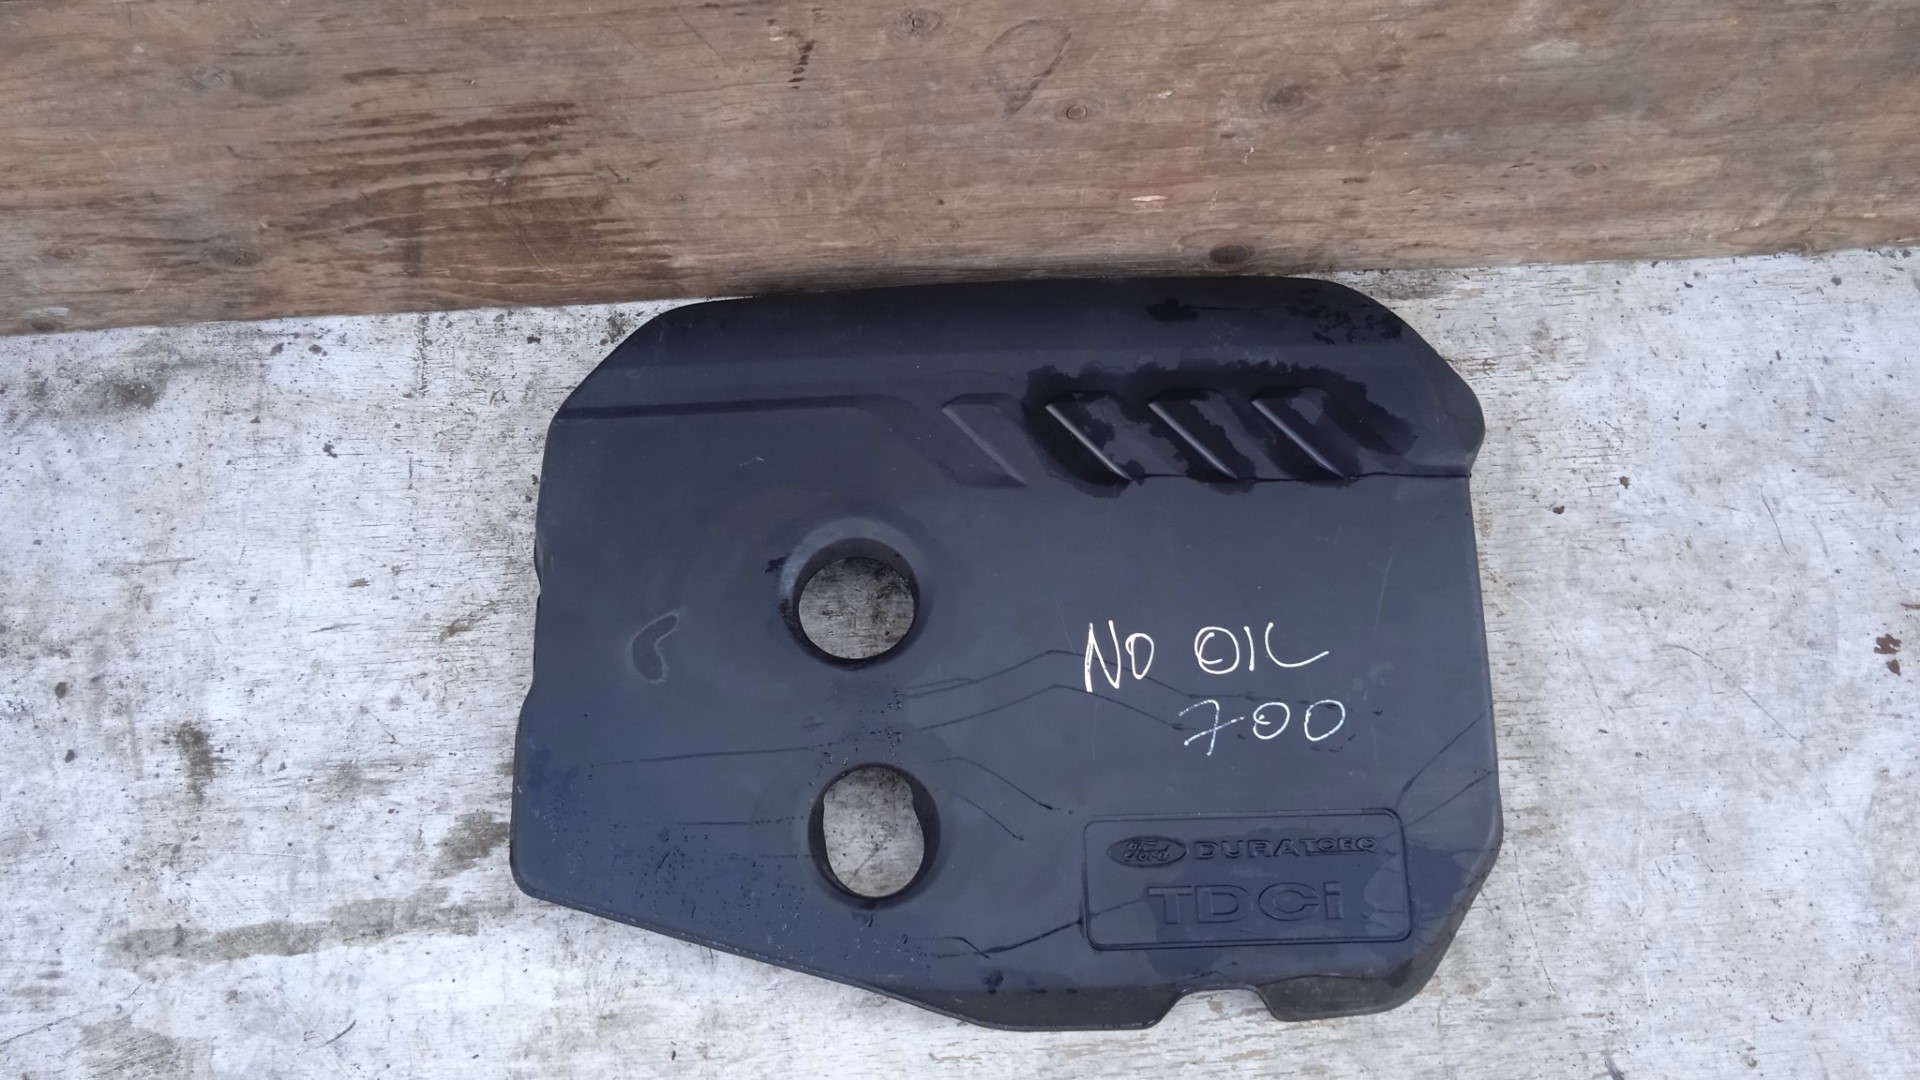 NO OIL
700
Ford DURATORQ
TDCi